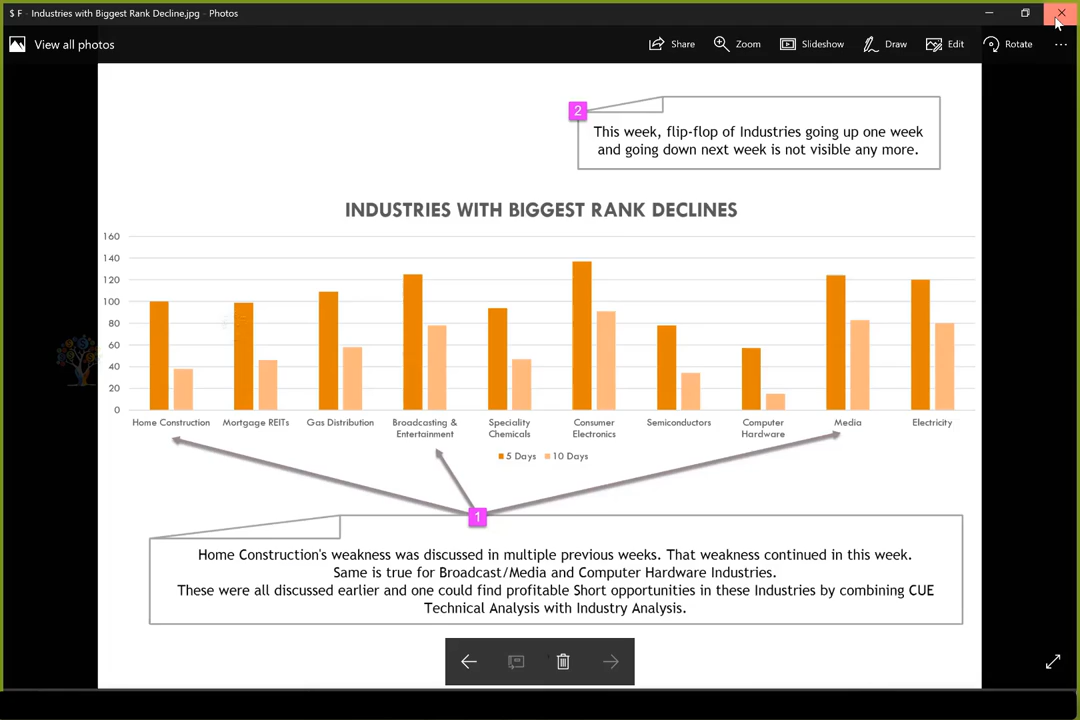 $ F - Industries with Biggest Rank Decline.jpg - Photos
View all photos
Share
Zoom
Slideshow
Draw
Edit
Rotate
2
This week, flip-flop of Industries going up one week
and going down next week is not visible any more.
INDUSTRIES WITH BIGGEST RANK DECLINES
160
140
120
100
80
60
40
20
0
Home Construction
Mortgage REITs
Gas Distribution
Broadcasting &
Entertainment
Speciality
Chemicals
Consumer
Electronics
Semiconductors
Computer
Hardware
Media
Electricity
5 Days
10 Days
1
Home Construction's weakness was discussed in multiple previous weeks. That weakness continued in this week.
Same is true for Broadcast/Media and Computer Hardware Industries.
These were all discussed earlier and one could find profitable Short opportunities in these Industries by combining CUE
Technical Analysis with Industry Analysis.